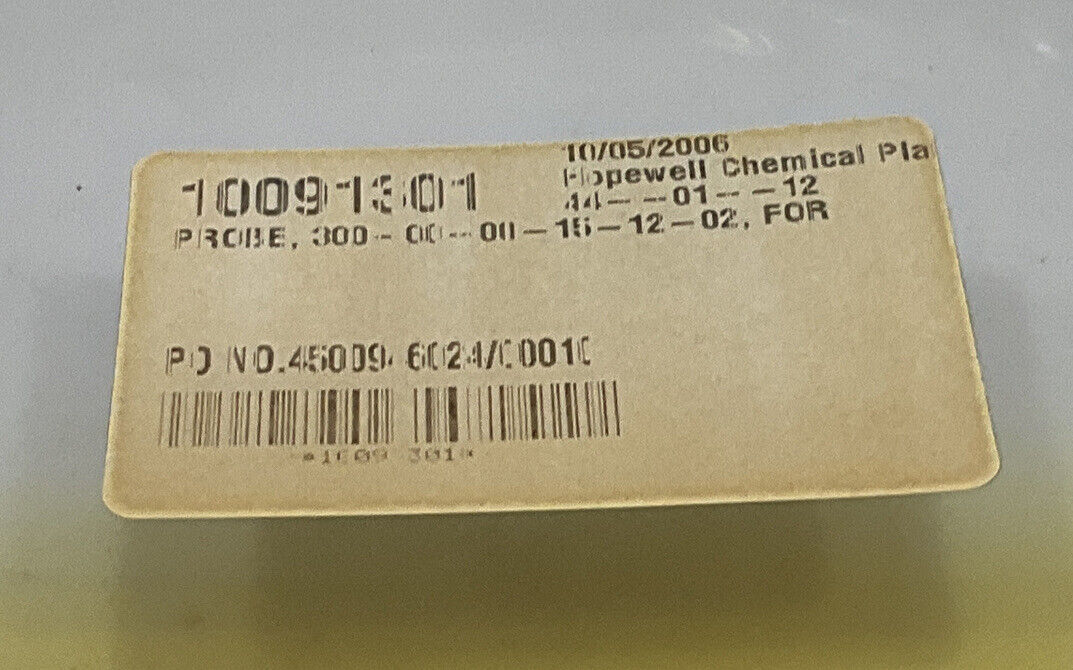 10/05/2006
10091301
Hopewell Chemical Pla
44-- --01-- --12
PROBE, 300-00-00-15-12-02, FOR
PO NO.45009 6024/00010
*1009 301*